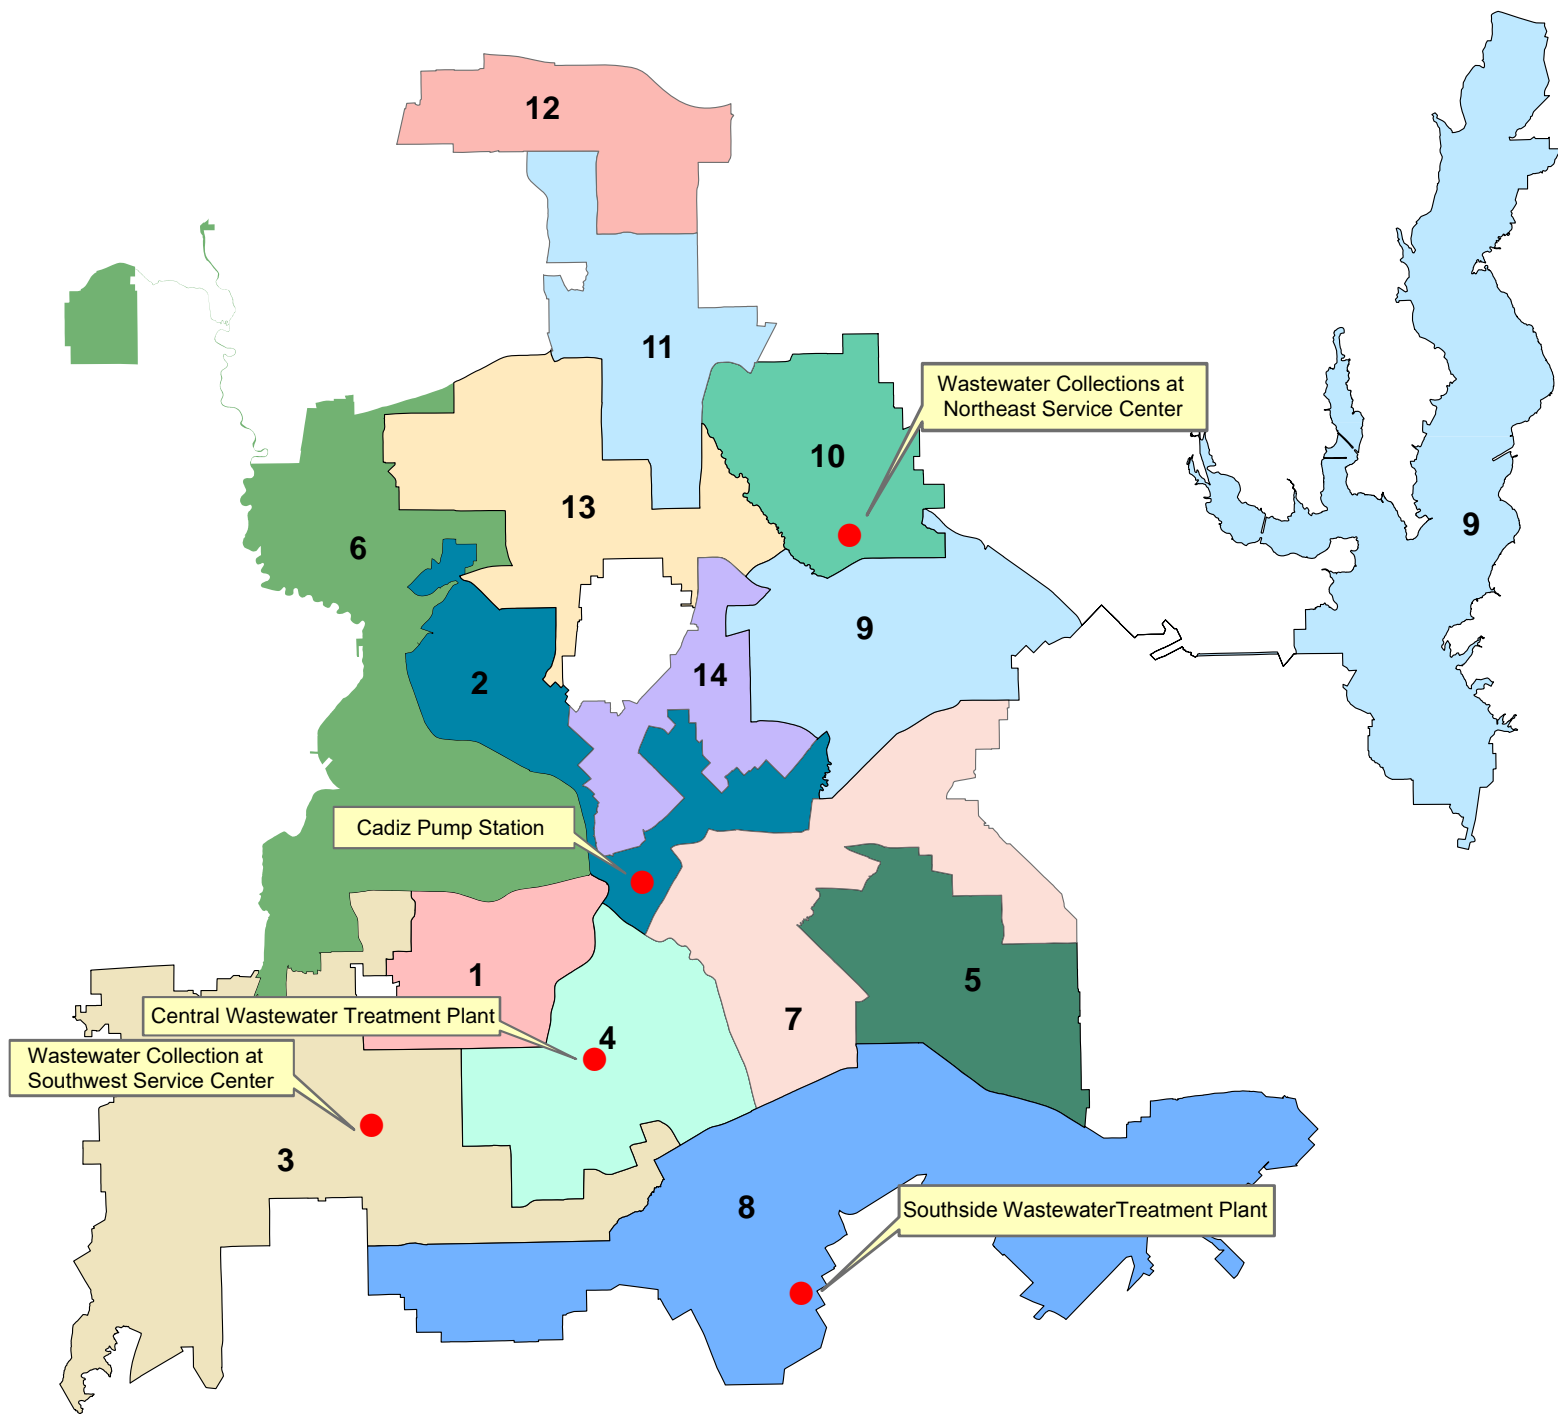 12
11
Wastewater Collections at
Northeast Service Center
10
13
9
6
9
14
2
Cadiz Pump Station
1
5
Central Wastewater Treatment Plant
7
4
Wastewater Collection at
Southwest Service Center
3
8
Southside WastewaterTreatment Plant